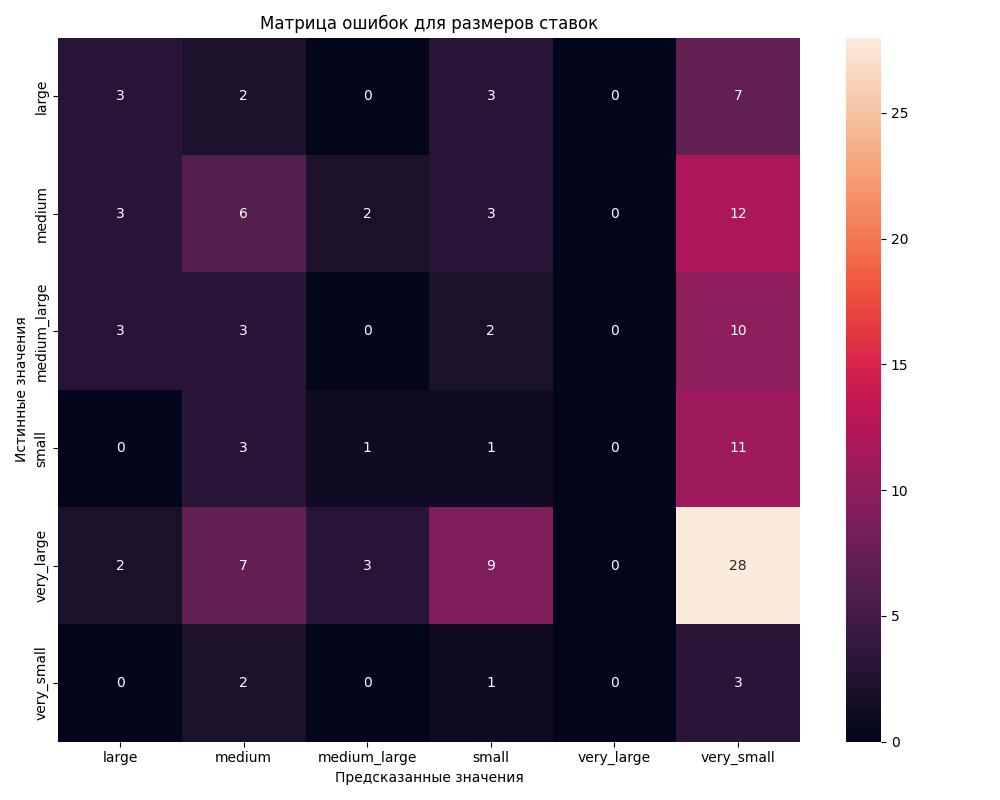 Матрица ошибок для размеров ставок
Истинные значения
large
3 2 0 3 0 7
medium
3 6 2 3 0 12
medium_large
3 3 0 2 0 10
small
0 3 1 1 0 11
very_large
2 7 3 9 0 28
very_small
0 2 0 1 0 3
large medium medium_large small very_large very_small
Предсказанные значения
25
20
15
10
5
0